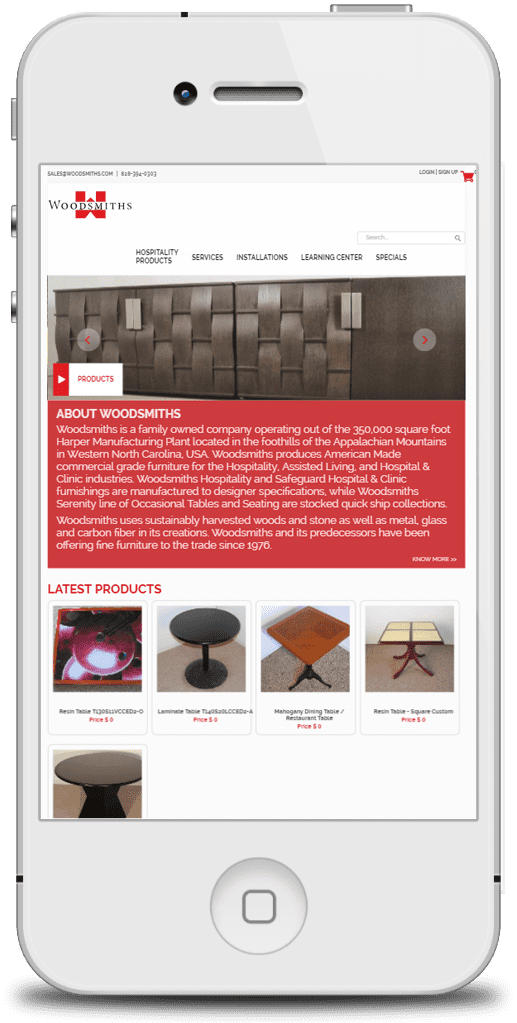 SALES@WOODSMITHS.COM | 828-394-0303
LOGIN | SIGN UP
WOODSMITHS
Search...
HOSPITALITY PRODUCTS
SERVICES
INSTALLATIONS
LEARNING CENTER
SPECIALS
PRODUCTS
ABOUT WOODSMITHS
Woodsmiths is a family owned company operating out of the 350,000 square foot
Harper Manufacturing Plant located in the foothills of the Appalachian Mountains
in Western North Carolina, USA. Woodsmiths produces American Made
commercial grade furniture for the Hospitality, Assisted Living, and Hospital &
Clinic industries. Woodsmiths Hospitality and Safeguard Hospital & Clinic
furnishings are manufactured to designer specifications, while Woodsmiths
Serenity line of Occasional Tables and Seating are stocked quick ship collections.
Woodsmiths uses sustainably harvested woods and stone as well as metal, glass
and carbon fiber in its creations. Woodsmiths and its predecessors have been
offering fine furniture to the trade since 1976.
KNOW MORE >>
LATEST PRODUCTS
Resin Table T130S11VCCED2-O
Price $ 0
Laminate Table T140S20LCCED2-A
Price $ 0
Mahogany Dining Table /
Restaurant Table
Price $ 0
Resin Table - Square Custom
Price $ 0